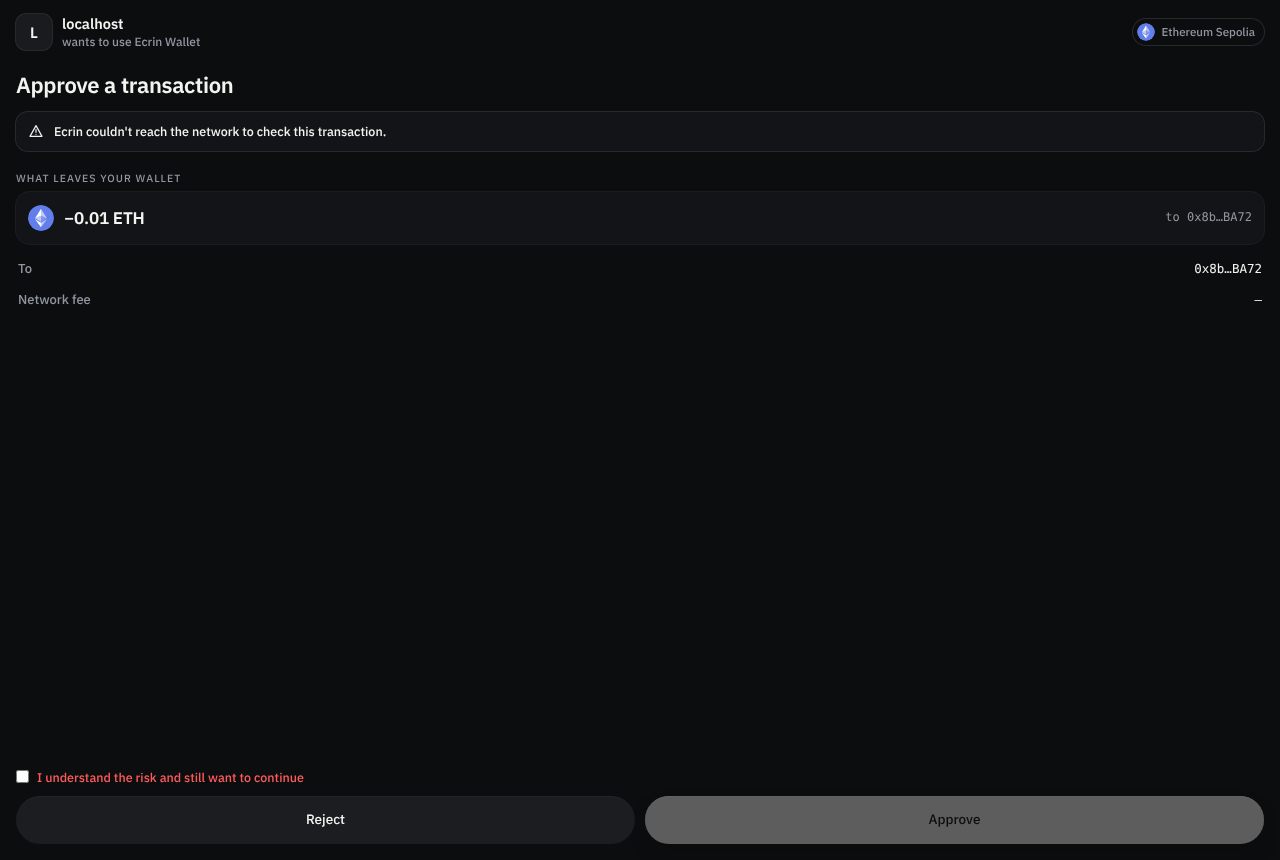 L
localhost
wants to use Ecrin Wallet
Ethereum Sepolia
Approve a transaction
Ecrin couldn't reach the network to check this transaction.
WHAT LEAVES YOUR WALLET
−0.01 ETH
to 0x8b…BA72
To
0x8b…BA72
Network fee
—
I understand the risk and still want to continue
Reject
Approve